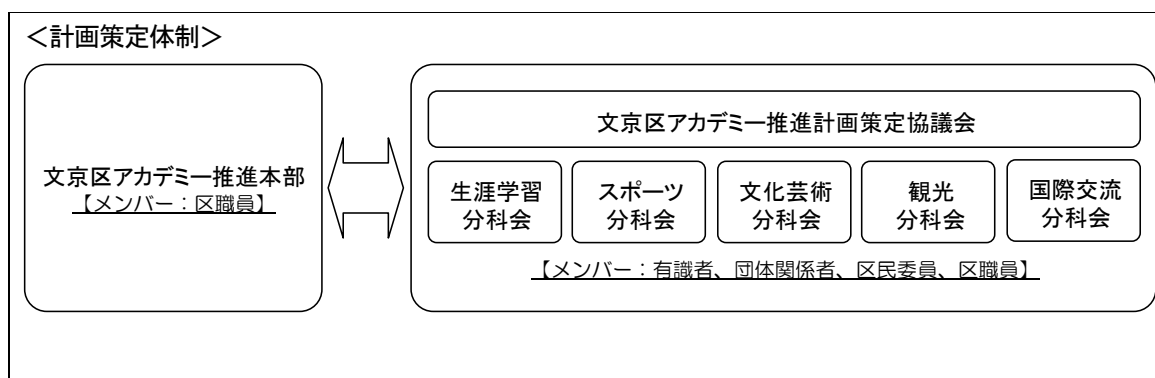 ＜計画策定体制＞
文京区アカデミー推進本部
【メンバー：区職員】
文京区アカデミー推進計画策定協議会
生涯学習
分科会
スポーツ
分科会
文化芸術
分科会
観光
分科会
国際交流
分科会
【メンバー：有識者、団体関係者、区民委員、区職員】